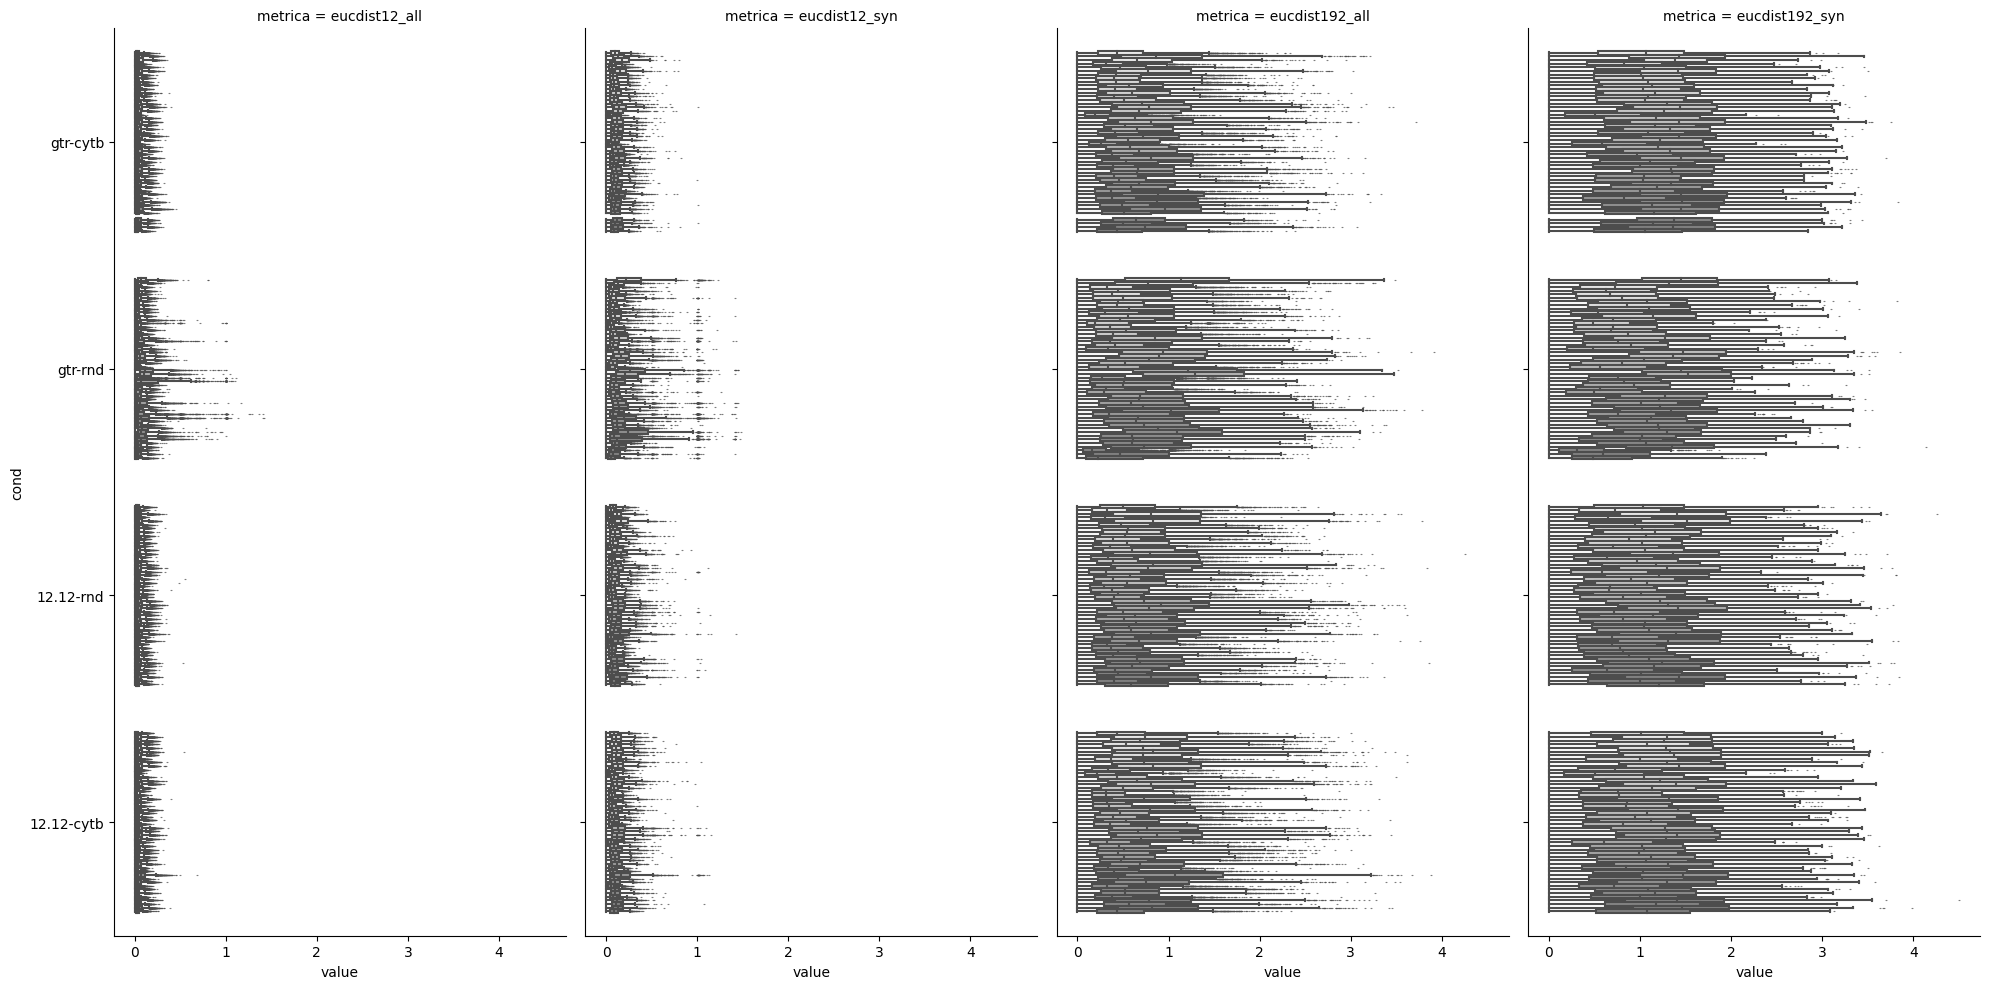 metrica = eucdist12_all
metrica = eucdist12_syn
metrica = eucdist192_all
metrica = eucdist192_syn
cond
gtr-cytb
gtr-rnd
12.12-rnd
12.12-cytb
0 1 2 3 4
0 1 2 3 4
0 1 2 3 4
0 1 2 3 4
value
value
value
value